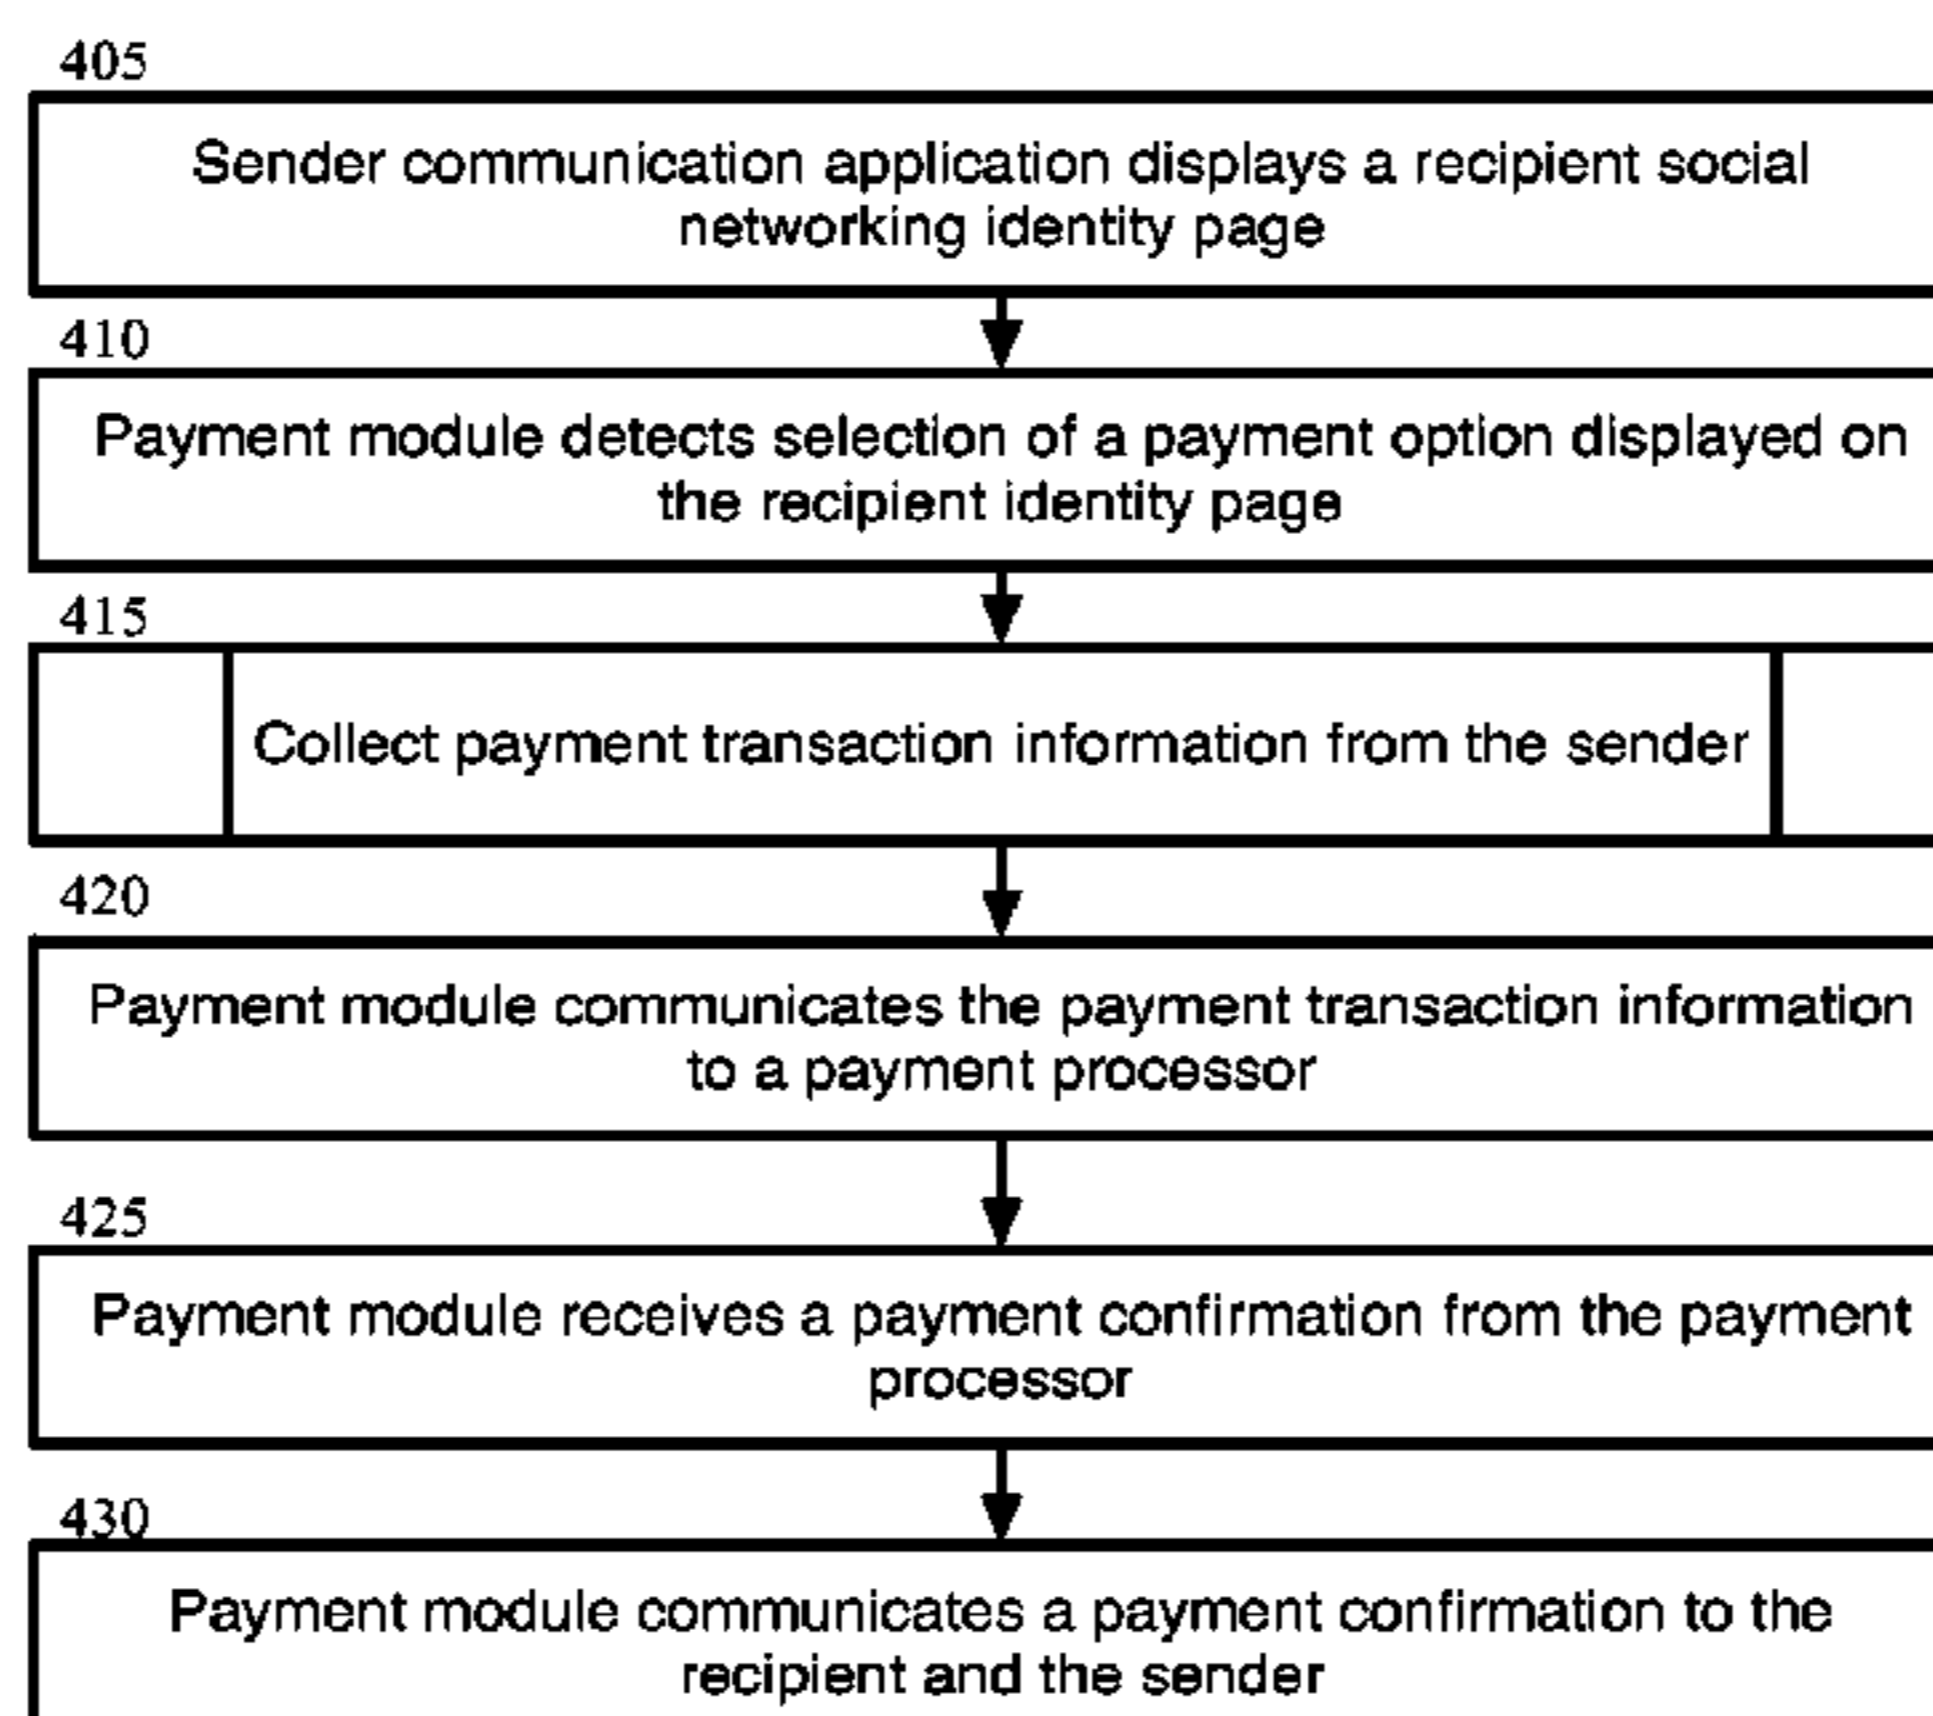 405
Sender communication application displays a recipient social
networking identity page
410
Payment module detects selection of a payment option displayed on
the recipient identity page
415
Collect payment transaction information from the sender
420
Payment module communicates the payment transaction information
to a payment processor
425
Payment module receives a payment confirmation from the payment
processor
430
Payment module communicates a payment confirmation to the
recipient and the sender